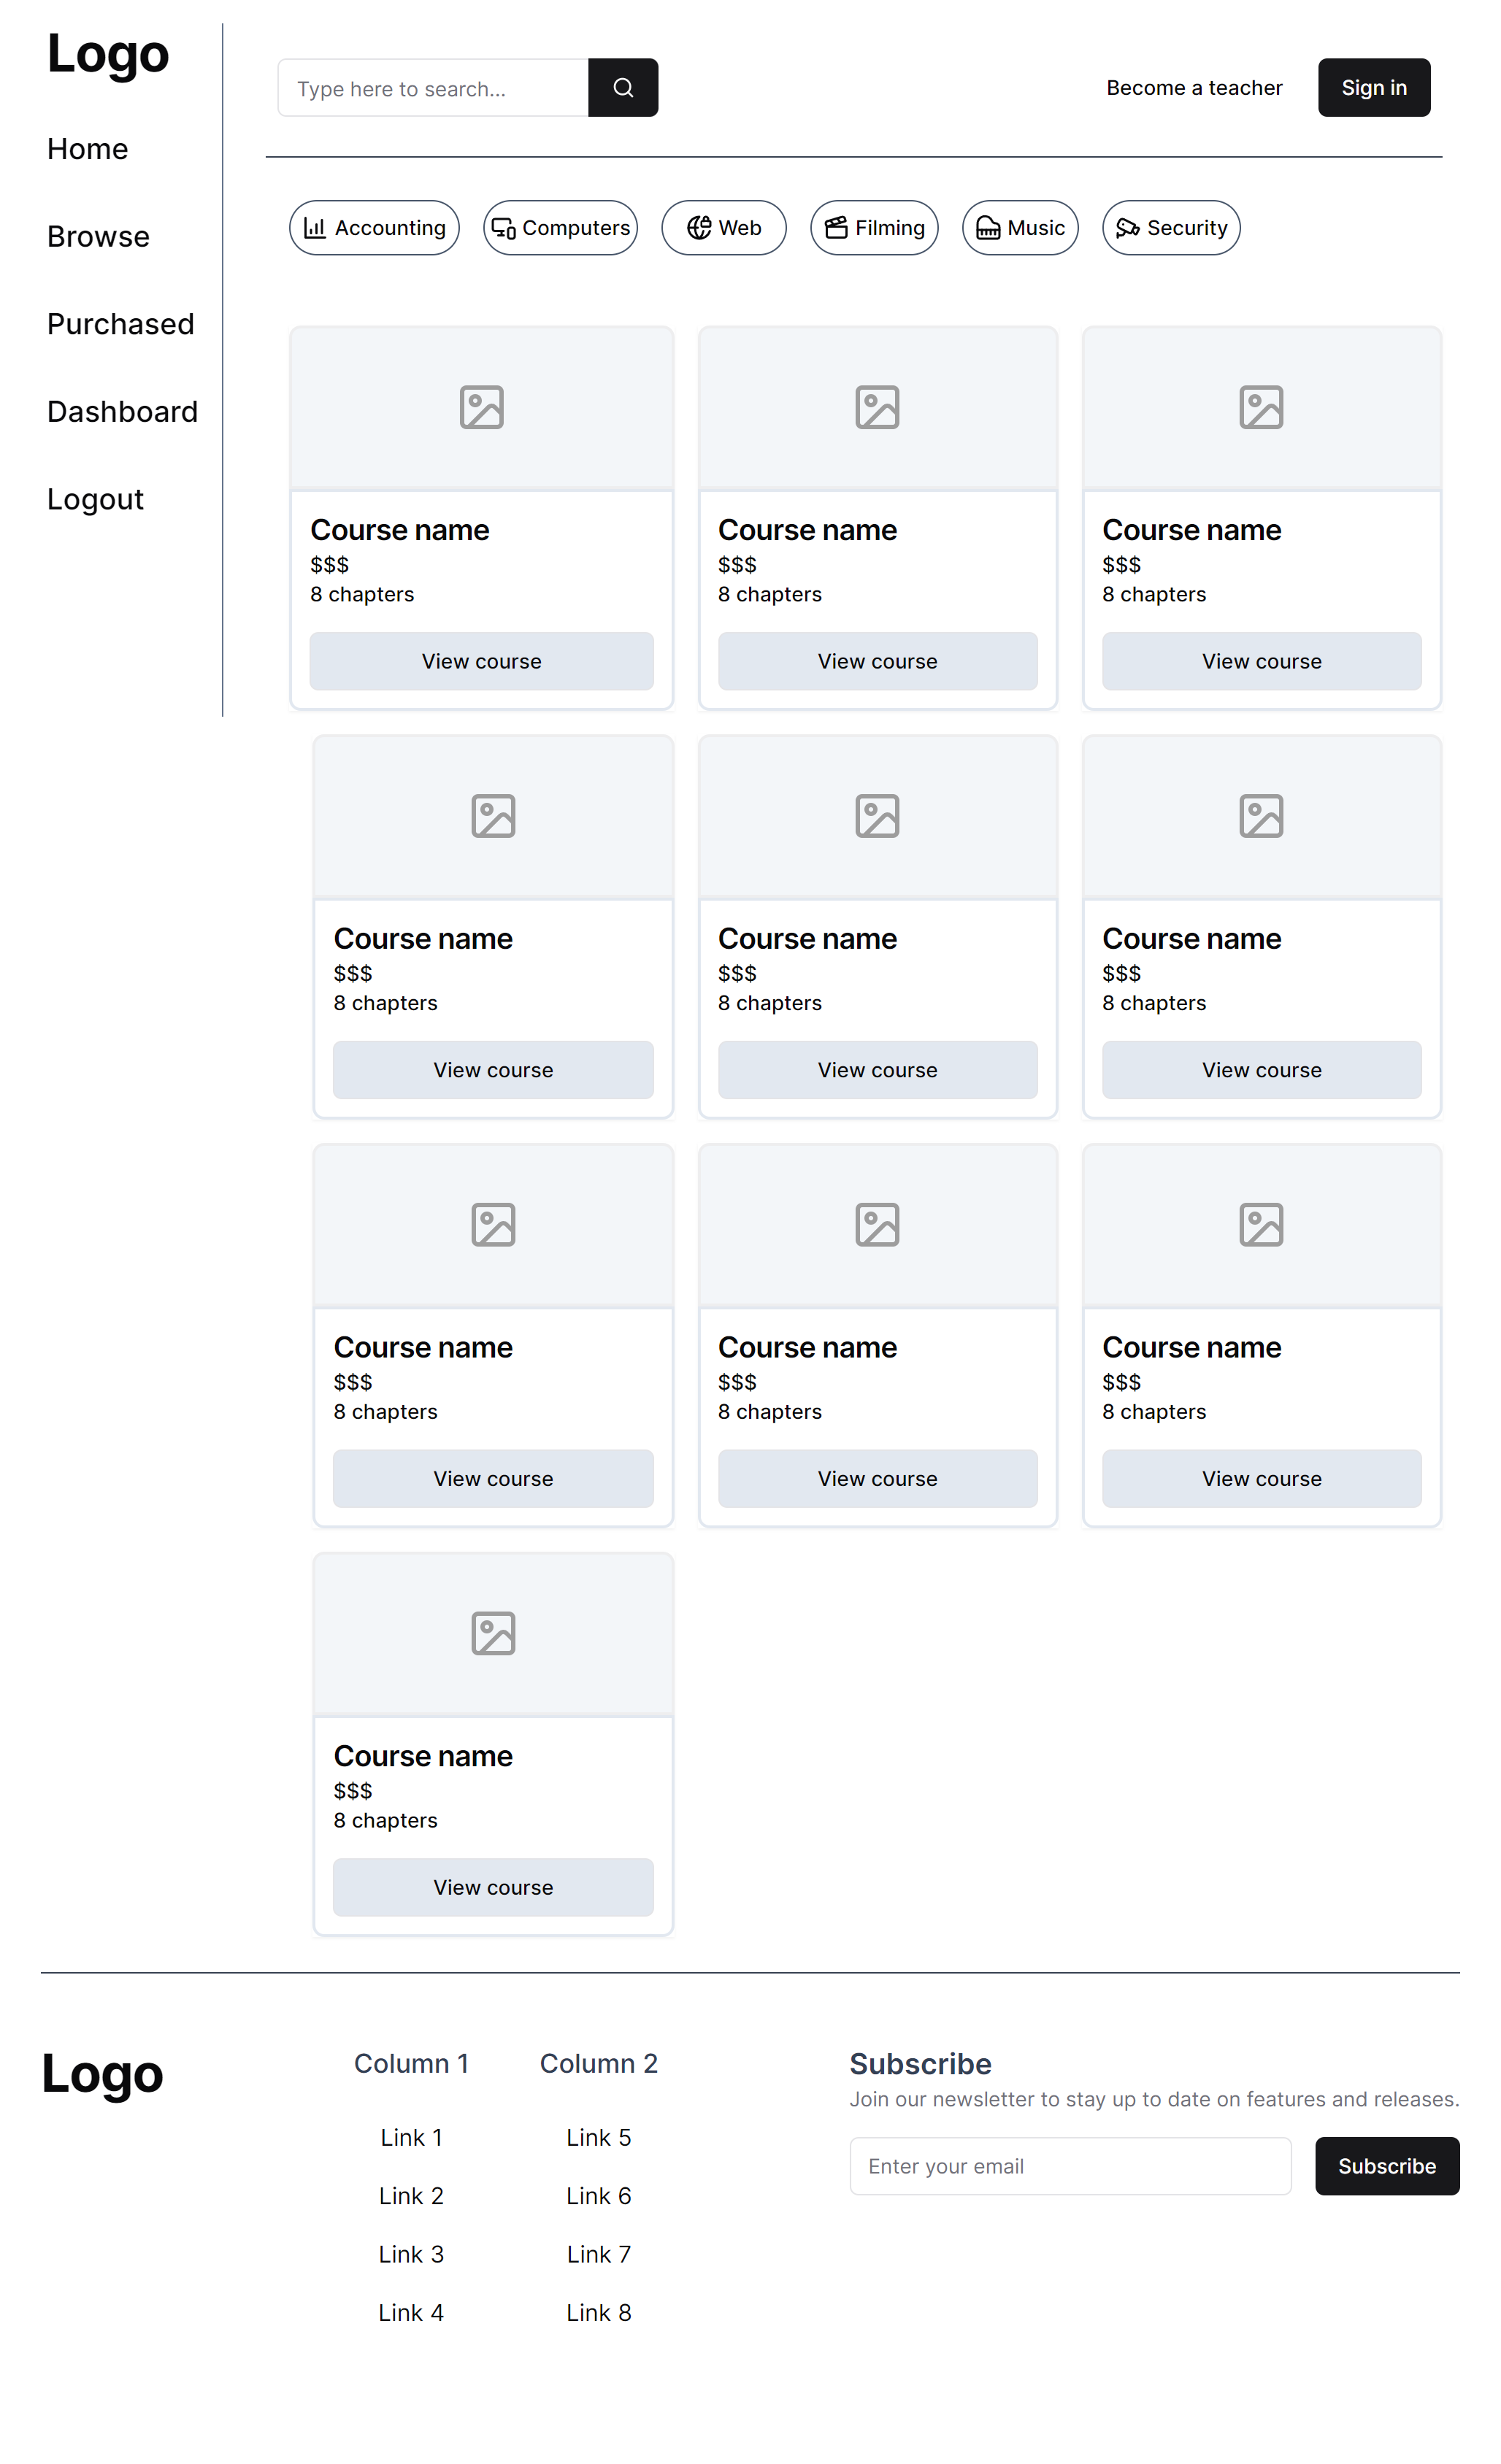 Logo
Home
Browse
Purchased
Dashboard
Logout
Type here to search...
Become a teacher
Sign in
Accounting
Computers
Web
Filming
Music
Security
Course name
$$$
8 chapters
View course
Course name
$$$
8 chapters
View course
Course name
$$$
8 chapters
View course
Course name
$$$
8 chapters
View course
Course name
$$$
8 chapters
View course
Course name
$$$
8 chapters
View course
Course name
$$$
8 chapters
View course
Course name
$$$
8 chapters
View course
Course name
$$$
8 chapters
View course
Course name
$$$
8 chapters
View course
Logo
Column 1
Link 1
Link 2
Link 3
Link 4
Column 2
Link 5
Link 6
Link 7
Link 8
Subscribe
Join our newsletter to stay up to date on features and releases.
Enter your email
Subscribe